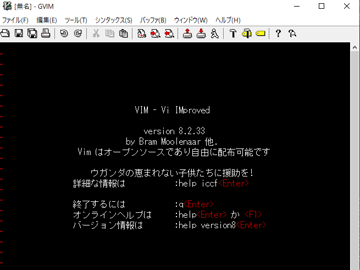 [無名] - GVIM
ファイル(F) 編集(E) ツール(T) シンタックス(S) バッファ(B) ウィンドウ(W) ヘルプ(H)
VIM - Vi IMproved
version 8.2.33
by Bram Moolenaar 他.
Vim はオープンソースであり自由に配布可能です
ウガンダの恵まれない子供たちに援助を!
詳細な情報は :help iccf<Enter>
終了するには :q<Enter>
オンラインヘルプは :help<Enter> か <F1>
バージョン情報は :help version8<Enter>